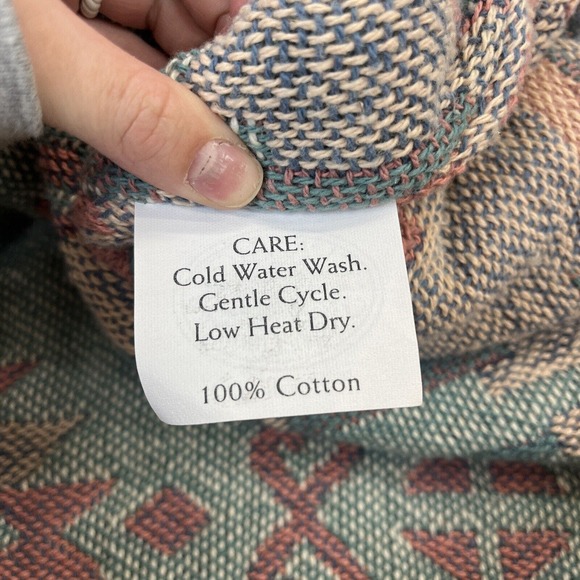 CARE:
Cold Water Wash.
Gentle Cycle.
Low Heat Dry.
100% Cotton